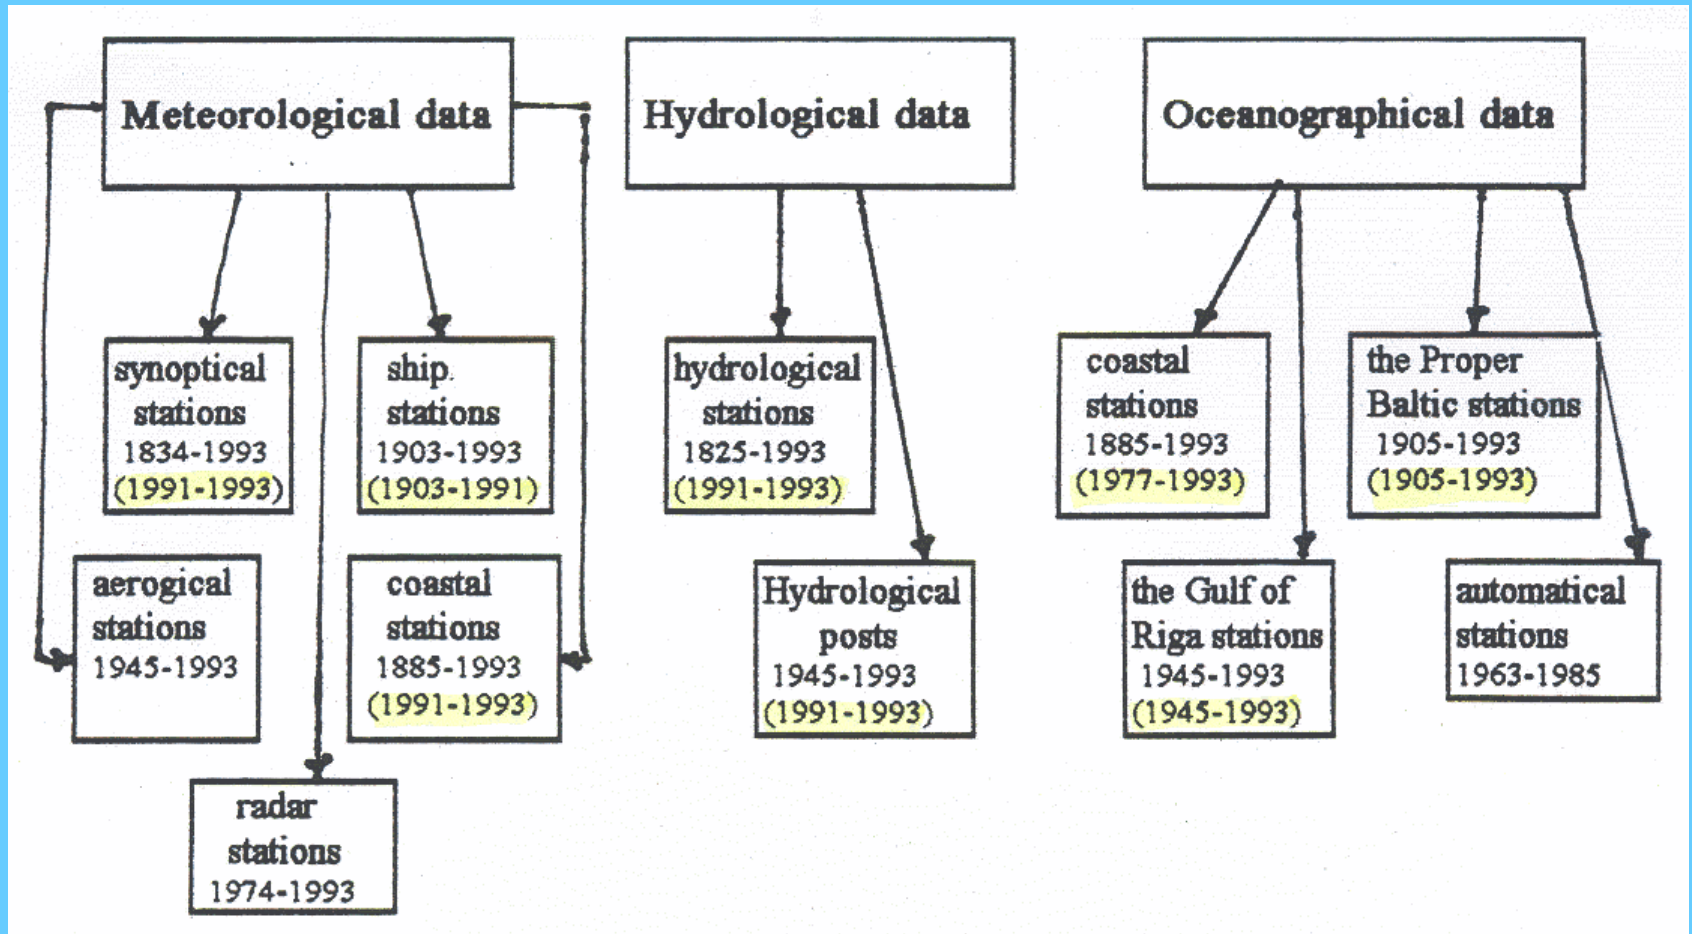 Meteorological data
Hydrological data
Oceanographical data
synoptical
stations
1834-1993
(1991-1993)
ship
stations
1903-1993
(1903-1991)
hydrological
stations
1825-1993
(1991-1993)
coastal
stations
1885-1993
(1977-1993)
the Proper
Baltic stations
1905-1993
(1905-1993)
aerogical
stations
1945-1993
coastal
stations
1885-1993
(1991-1993)
Hydrological
posts
1945-1993
(1991-1993)
the Gulf of
Riga stations
1945-1993
(1945-1993)
automatical
stations
1963-1985
radar
stations
1974-1993